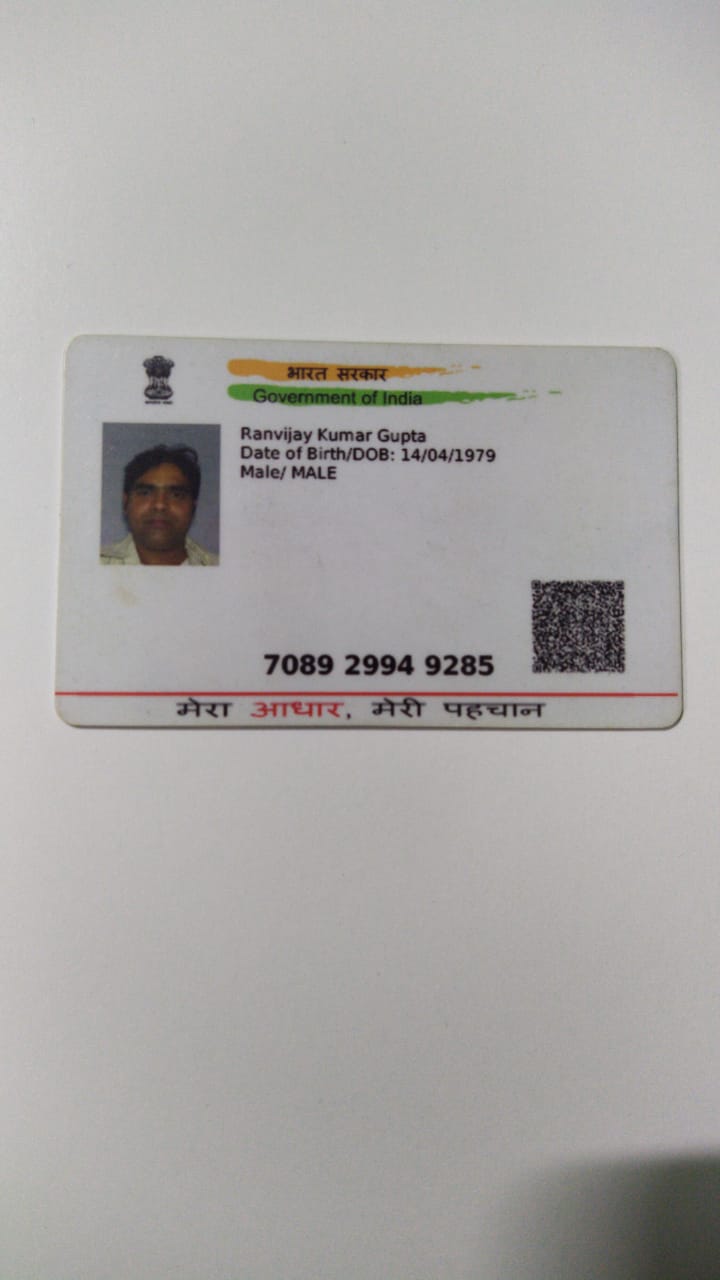 भारत सरकार
Government of India
Ranvijay Kumar Gupta
Date of Birth/DOB: 14/04/1979
Male/ MALE
7089 2994 9285
मेरा आधार, मेरी पहचान